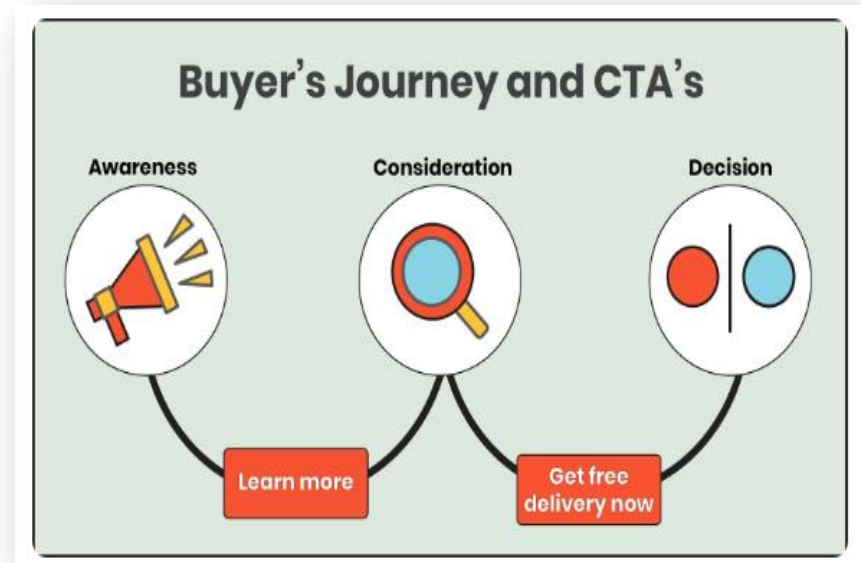 Buyer’s Journey and CTA’s
Awareness
Consideration
Decision
Learn more
Get free
delivery now